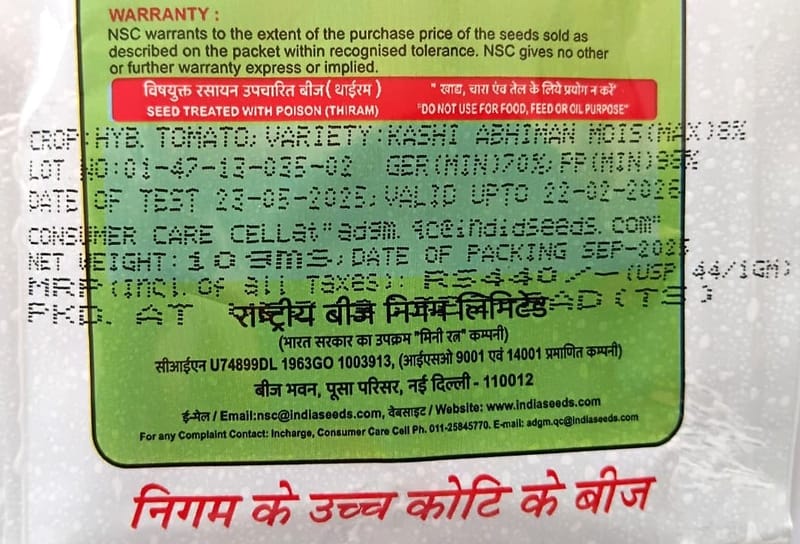 WARRANTY :
NSC warrants to the extent of the purchase price of the seeds sold as
described on the packet within recognised tolerance. NSC gives no other
or further warranty express or implied.
विषयुक्त रसायन उपचारित बीज ( थाईरम ) " खाद्य, चारा एंव तेल के लिये प्रयोग न करें"
SEED TREATED WITH POISON (THIRAM) "DO NOT USE FOR FOOD, FEED OR OIL PURPOSE"
CROP:HYB. TOMATO, VARIETY:KASHI ABHIMAN MOIS(MAX)8%
LOT NO:01-47-13-035-02 GER(MIN)70% PP(MIN)98%
DATE OF TEST 23-05-2025, VALID UPTO 22-02-2026
CONSUMER CARE CELLat" adgm. qc@indidseeds. com"
NET WEIGHT: 10 gms, DATE OF PACKING SEP-2025
MRP (Incl. of all Taxes): RS440/-(USP 44/1GM)
PKD. AT AD(TS)
राष्ट्रीय बीज निगम लिमिटेड
(भारत सरकार का उपक्रम "मिनी रत्न" कम्पनी)
सीआईएन U74899DL 1963GO 1003913, (आईएसओ 9001 एवं 14001 प्रमाणित कम्पनी)
बीज भवन, पूसा परिसर, नई दिल्ली - 110012
ई-मेल / Email:nsc@indiaseeds.com, वेबसाइट / Website: www.indiaseeds.com
For any Complaint Contact: Incharge, Consumer Care Cell Ph. 011-25845770. E-mail: adgm.qc@indiaseeds.com
निगम के उच्च कोटि के बीज